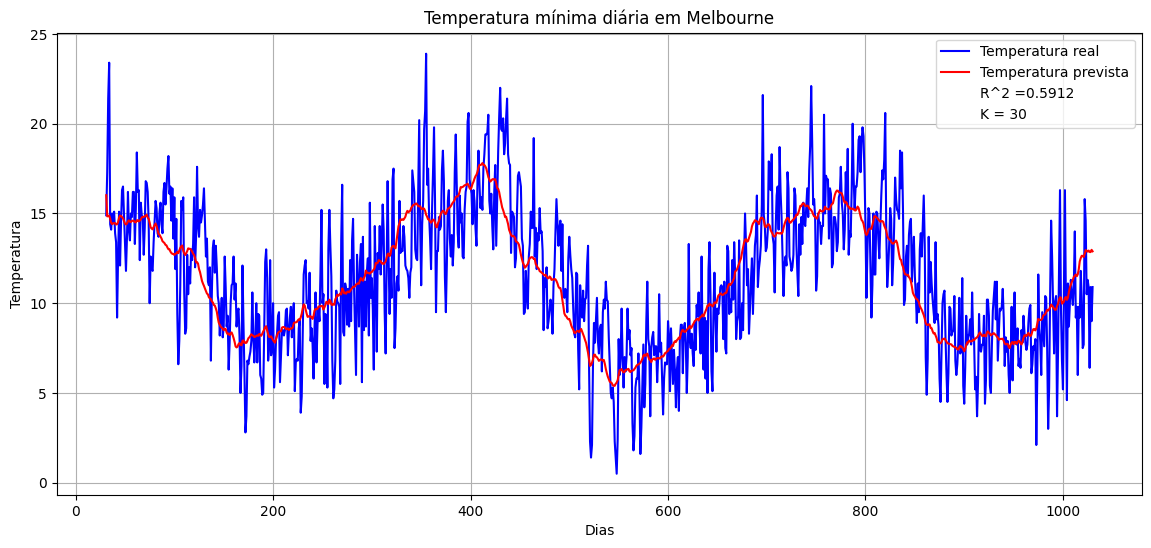 Temperatura mínima diária em Melbourne
Temperatura real
Temperatura prevista
R^2 =0.5912
K = 30
Temperatura
25
20
15
10
5
0
0 200 400 600 800 1000
Dias